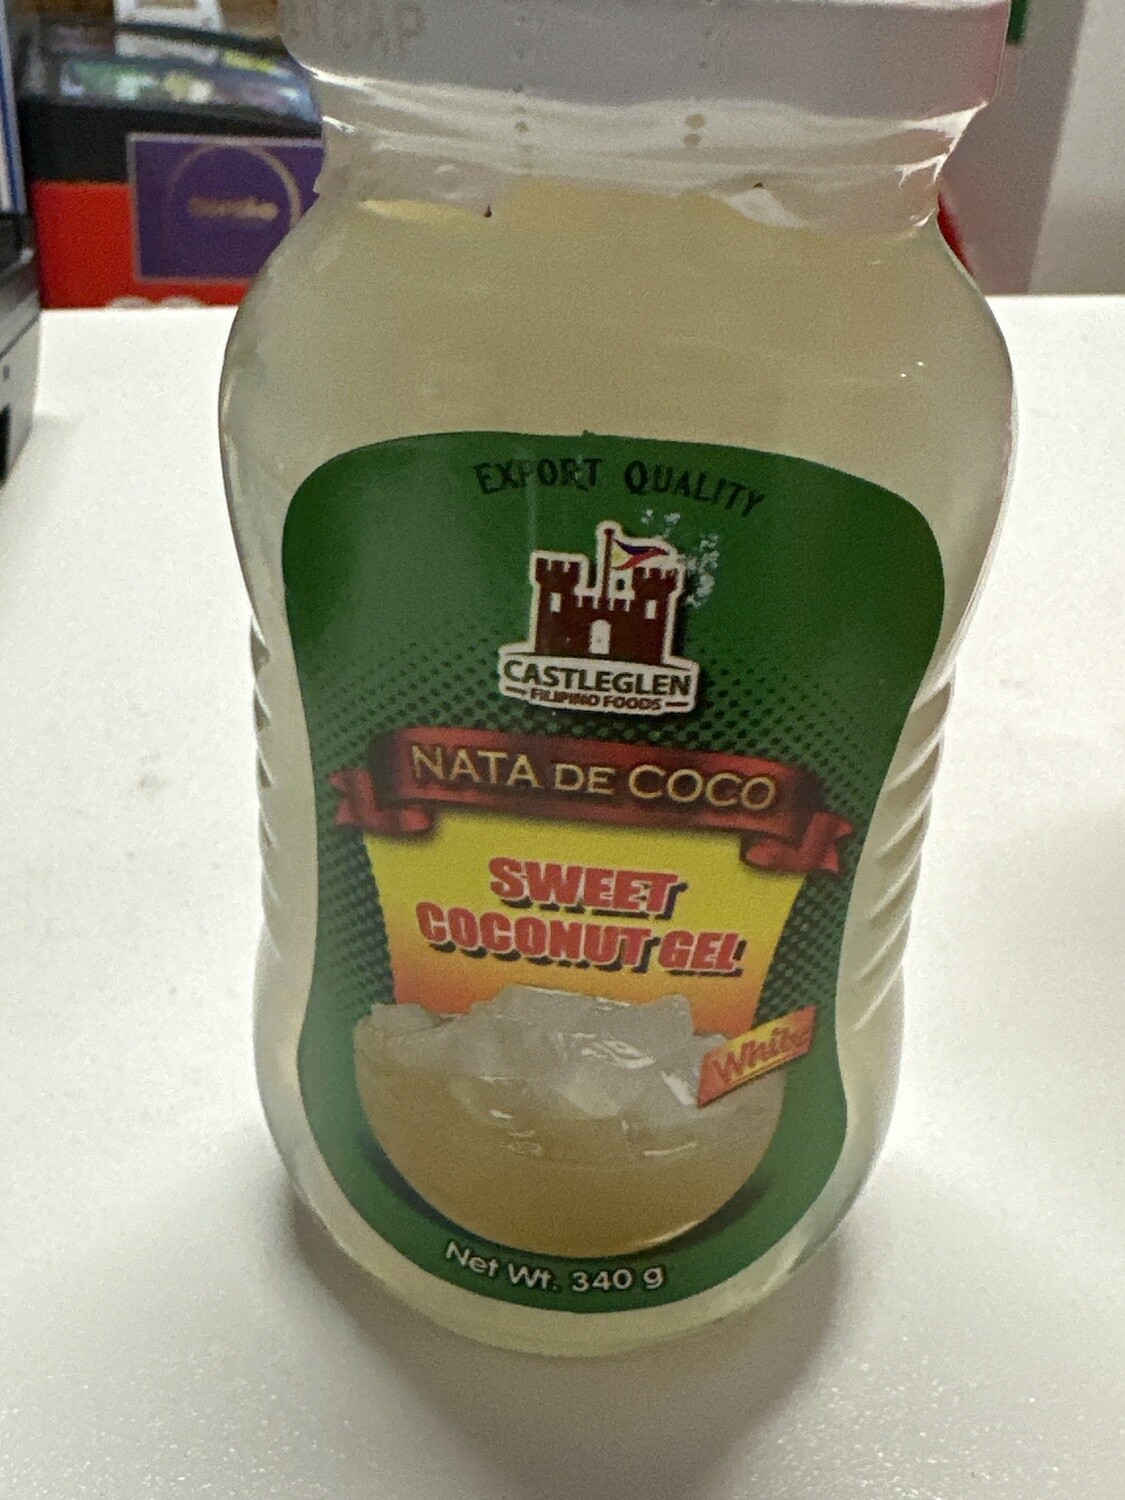 EXPORT QUALITY
CASTLEGLEN
FILIPINO FOODS
NATA DE COCO
SWEET
COCONUT GEL
White
Net Wt. 340 g